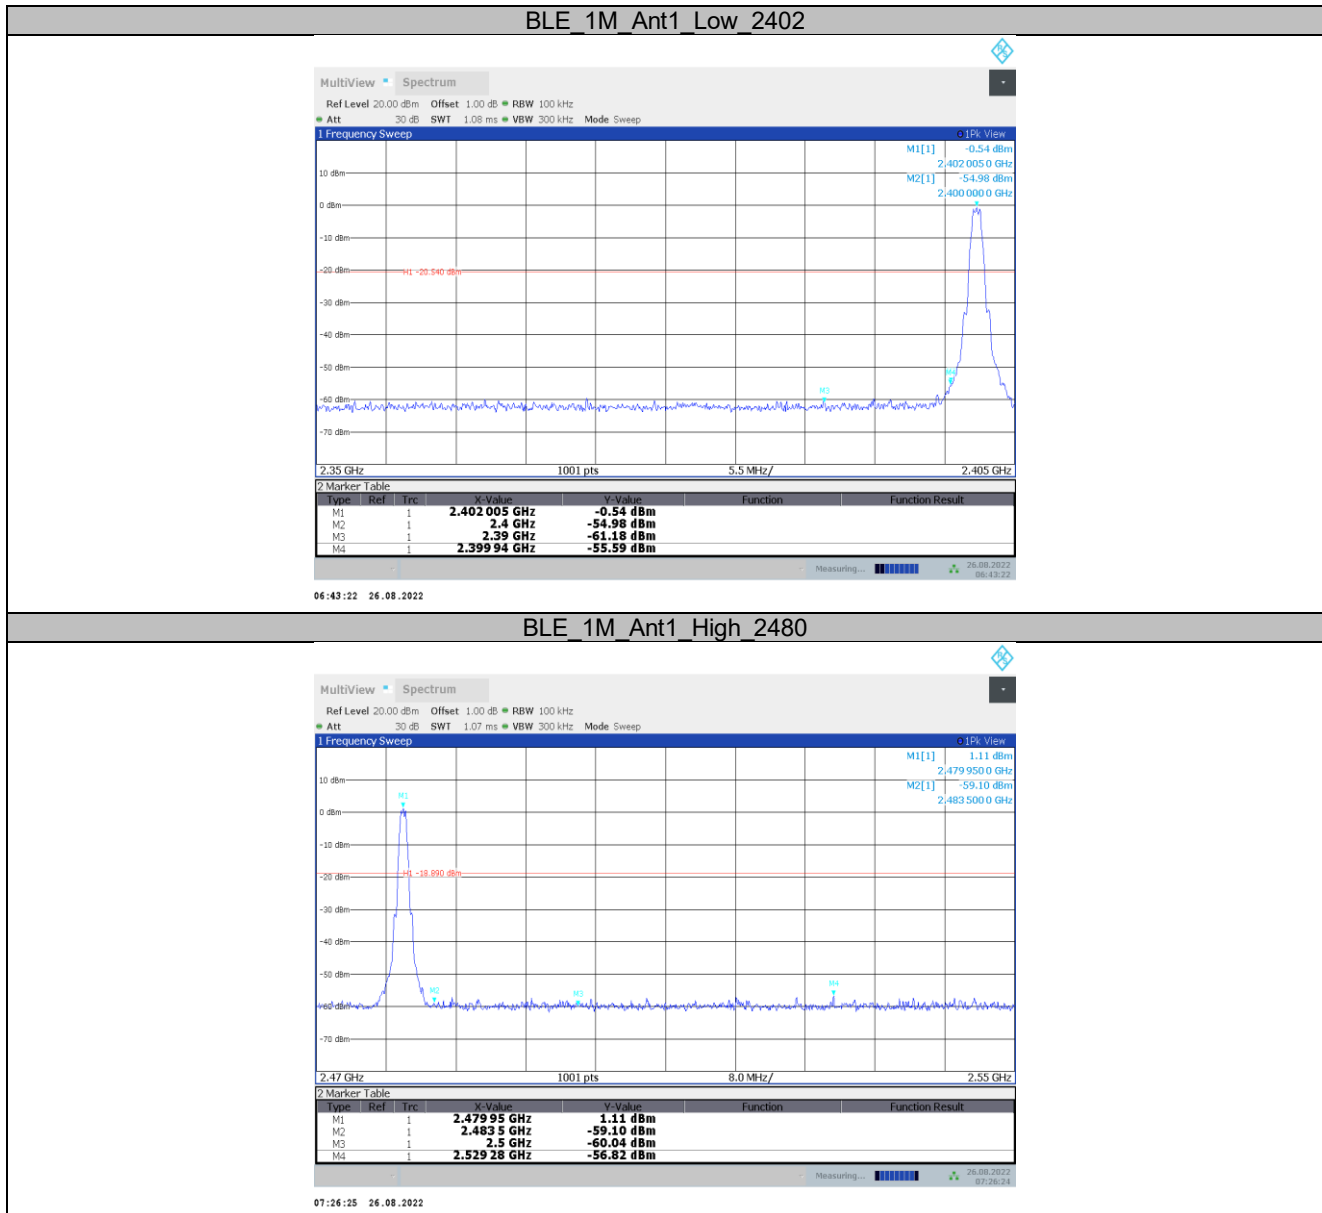 BLE_1M_Ant1_Low_2402
MultiView Spectrum
Ref Level 20.00 dBm Offset 1.00 dB RBW 100 kHz
Att 30 dB SWT 1.08 ms VBW 300 kHz Mode Sweep
1 Frequency Sweep 1Pk View
M1[1] -0.54 dBm
2.402 005 0 GHz
M2[1] -54.98 dBm
2.400 000 0 GHz
10 dBm
0 dBm
-10 dBm
-20 dBm
H1 -20.540 dBm
-30 dBm
-40 dBm
-50 dBm
M4
M3
-60 dBm
-70 dBm
2.35 GHz 1001 pts 5.5 MHz/ 2.405 GHz
2 Marker Table
Type Ref Trc X-Value Y-Value Function Function Result
M1 1 2.402 005 GHz -0.54 dBm
M2 1 2.4 GHz -54.98 dBm
M3 1 2.39 GHz -61.18 dBm
M4 1 2.399 94 GHz -55.59 dBm
Measuring... 26.08.2022
06:43:22
06:43:22 26.08.2022
BLE_1M_Ant1_High_2480
MultiView Spectrum
Ref Level 20.00 dBm Offset 1.00 dB RBW 100 kHz
Att 30 dB SWT 1.07 ms VBW 300 kHz Mode Sweep
1 Frequency Sweep 1Pk View
M1[1] 1.11 dBm
2.479 950 0 GHz
M2[1] -59.10 dBm
2.483 500 0 GHz
10 dBm
M1
0 dBm
-10 dBm
H1 -18.890 dBm
-20 dBm
-30 dBm
-40 dBm
-50 dBm
M2
M3
M4
-60 dBm
-70 dBm
2.47 GHz 1001 pts 8.0 MHz/ 2.55 GHz
2 Marker Table
Type Ref Trc X-Value Y-Value Function Function Result
M1 1 2.479 95 GHz 1.11 dBm
M2 1 2.483 5 GHz -59.10 dBm
M3 1 2.5 GHz -60.04 dBm
M4 1 2.529 28 GHz -56.82 dBm
Measuring... 26.08.2022
07:26:24
07:26:25 26.08.2022